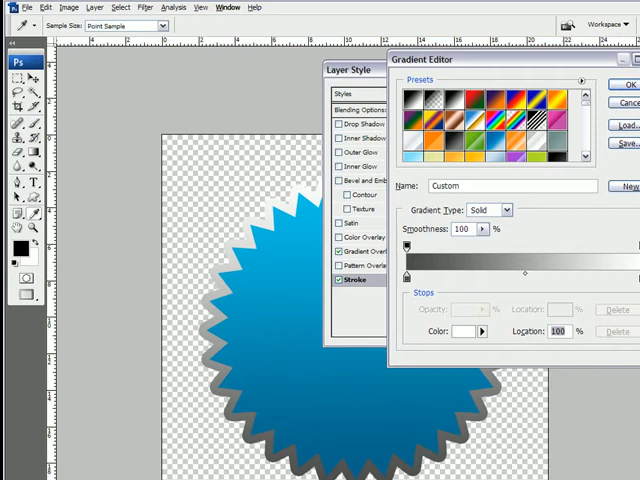 File Edit Image Layer Select Filter Analysis View Window Help
Sample Size: Point Sample Workspace
Ps
Layer Style
Styles
Blending Options:
Drop Shadow
Inner Shadow
Outer Glow
Inner Glow
Bevel and Emb
Contour
Texture
Satin
Color Overlay
Gradient Overl
Pattern Overla
Stroke
Gradient Editor
Presets
OK
Cance
Load..
Save..
Name: Custom New
Gradient Type: Solid
Smoothness: 100 %
Stops
Opacity: % Location: % Delete
Color: Location: 100 % Delete